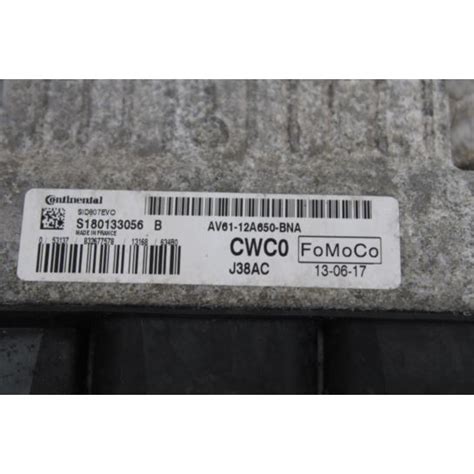 Continental
SID807EVO
S180133056 B
MADE IN FRANCE
AV61-12A650-BNA
CWC0
FoMoCo
J38AC
13-06-17